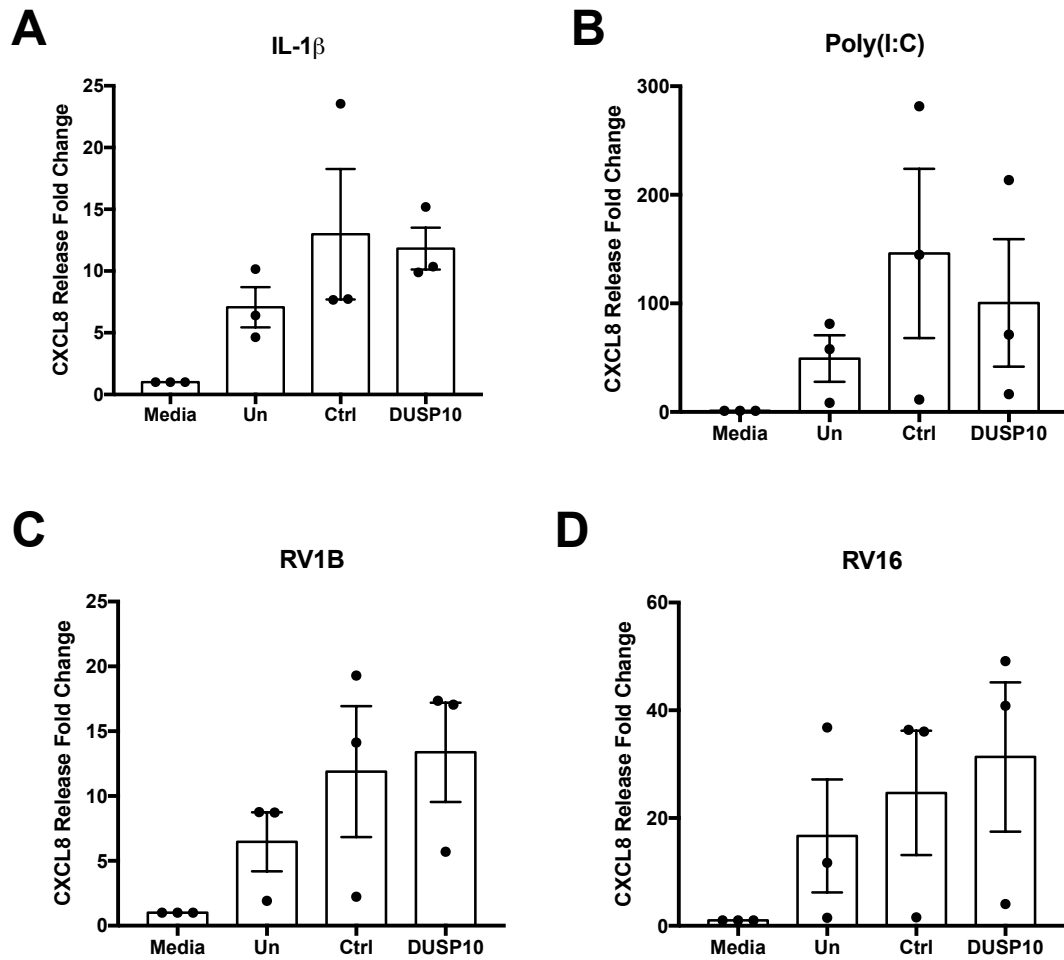 A
IL-1β
CXCL8 Release Fold Change
25
20
15
10
5
0
Media Un Ctrl DUSP10
B
Poly(I:C)
CXCL8 Release Fold Change
300
200
100
0
Media Un Ctrl DUSP10
C
RV1B
CXCL8 Release Fold Change
25
20
15
10
5
0
Media Un Ctrl DUSP10
D
RV16
CXCL8 Release Fold Change
60
40
20
0
Media Un Ctrl DUSP10